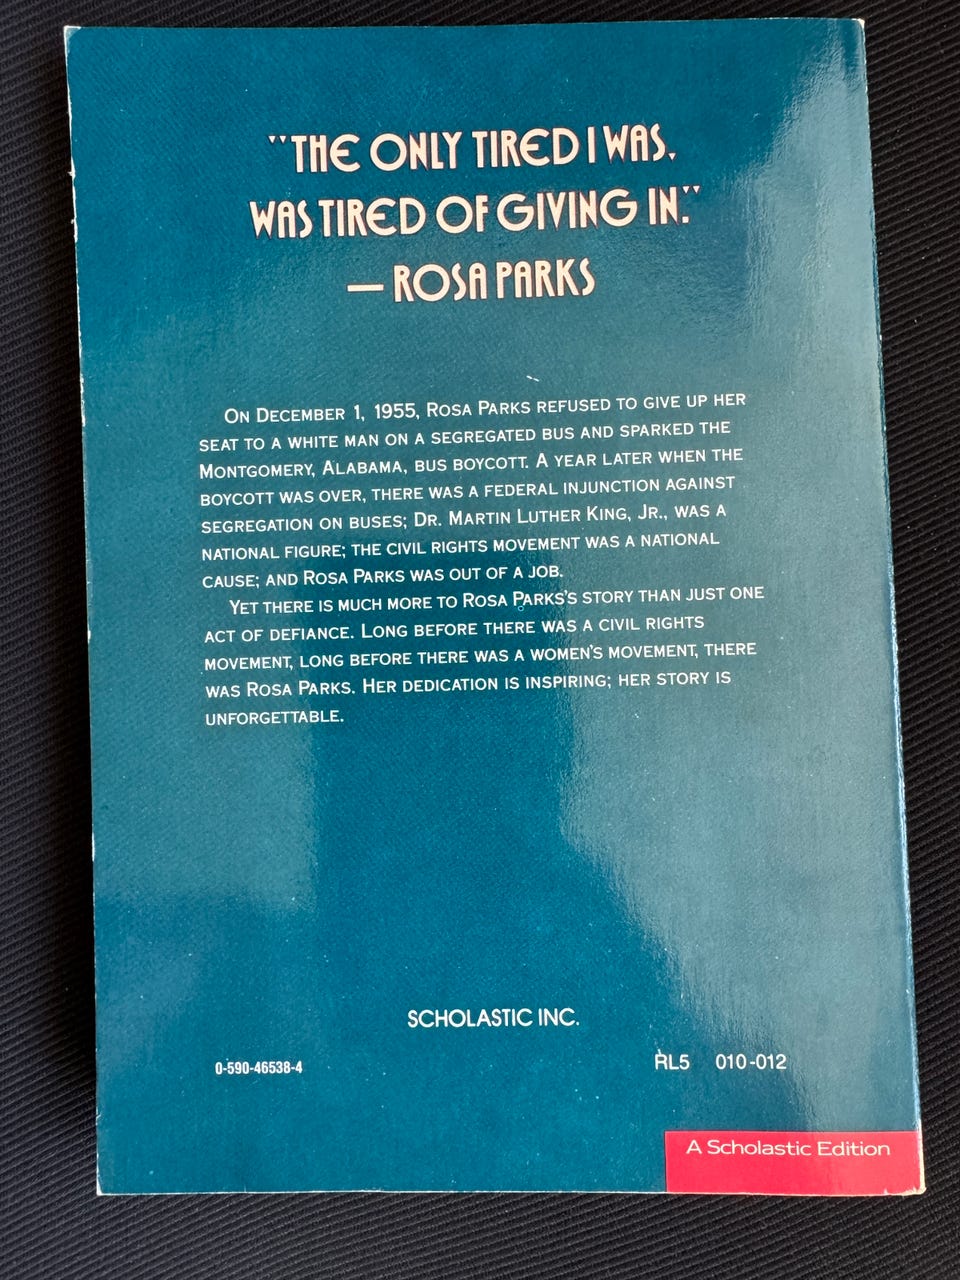 "THE ONLY TIRED I WAS,
WAS TIRED OF GIVING IN."
— ROSA PARKS
ON DECEMBER 1, 1955, ROSA PARKS REFUSED TO GIVE UP HER
SEAT TO A WHITE MAN ON A SEGREGATED BUS AND SPARKED THE
MONTGOMERY, ALABAMA, BUS BOYCOTT. A YEAR LATER WHEN THE
BOYCOTT WAS OVER, THERE WAS A FEDERAL INJUNCTION AGAINST
SEGREGATION ON BUSES; DR. MARTIN LUTHER KING, JR., WAS A
NATIONAL FIGURE; THE CIVIL RIGHTS MOVEMENT WAS A NATIONAL
CAUSE; AND ROSA PARKS WAS OUT OF A JOB.
YET THERE IS MUCH MORE TO ROSA PARKS'S STORY THAN JUST ONE
ACT OF DEFIANCE. LONG BEFORE THERE WAS A CIVIL RIGHTS
MOVEMENT, LONG BEFORE THERE WAS A WOMEN'S MOVEMENT, THERE
WAS ROSA PARKS. HER DEDICATION IS INSPIRING; HER STORY IS
UNFORGETTABLE.
SCHOLASTIC INC.
0-590-46538-4
RL5 010-012
A Scholastic Edition